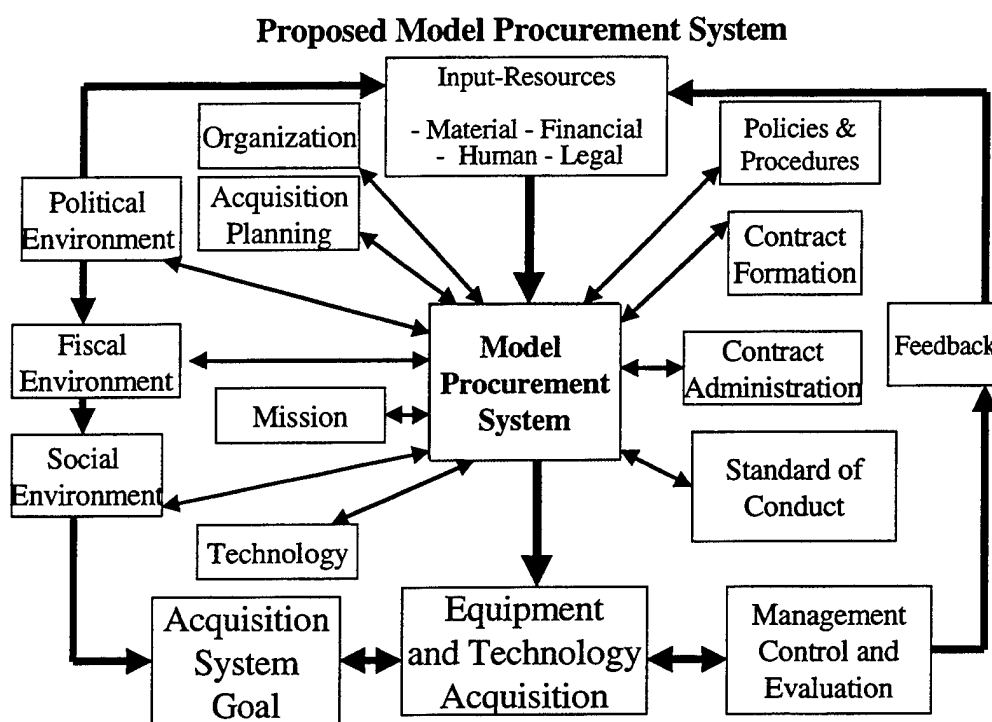 Proposed Model Procurement System
Input-Resources
- Material - Financial
- Human - Legal
Organization
Policies &
Procedures
Acquisition
Planning
Political
Environment
Contract
Formation
Model
Procurement
System
Fiscal
Environment
Contract
Administration
Feedback
Mission
Social
Environment
Standard of
Conduct
Technology
Acquisition
System
Goal
Equipment
and Technology
Acquisition
Management
Control and
Evaluation